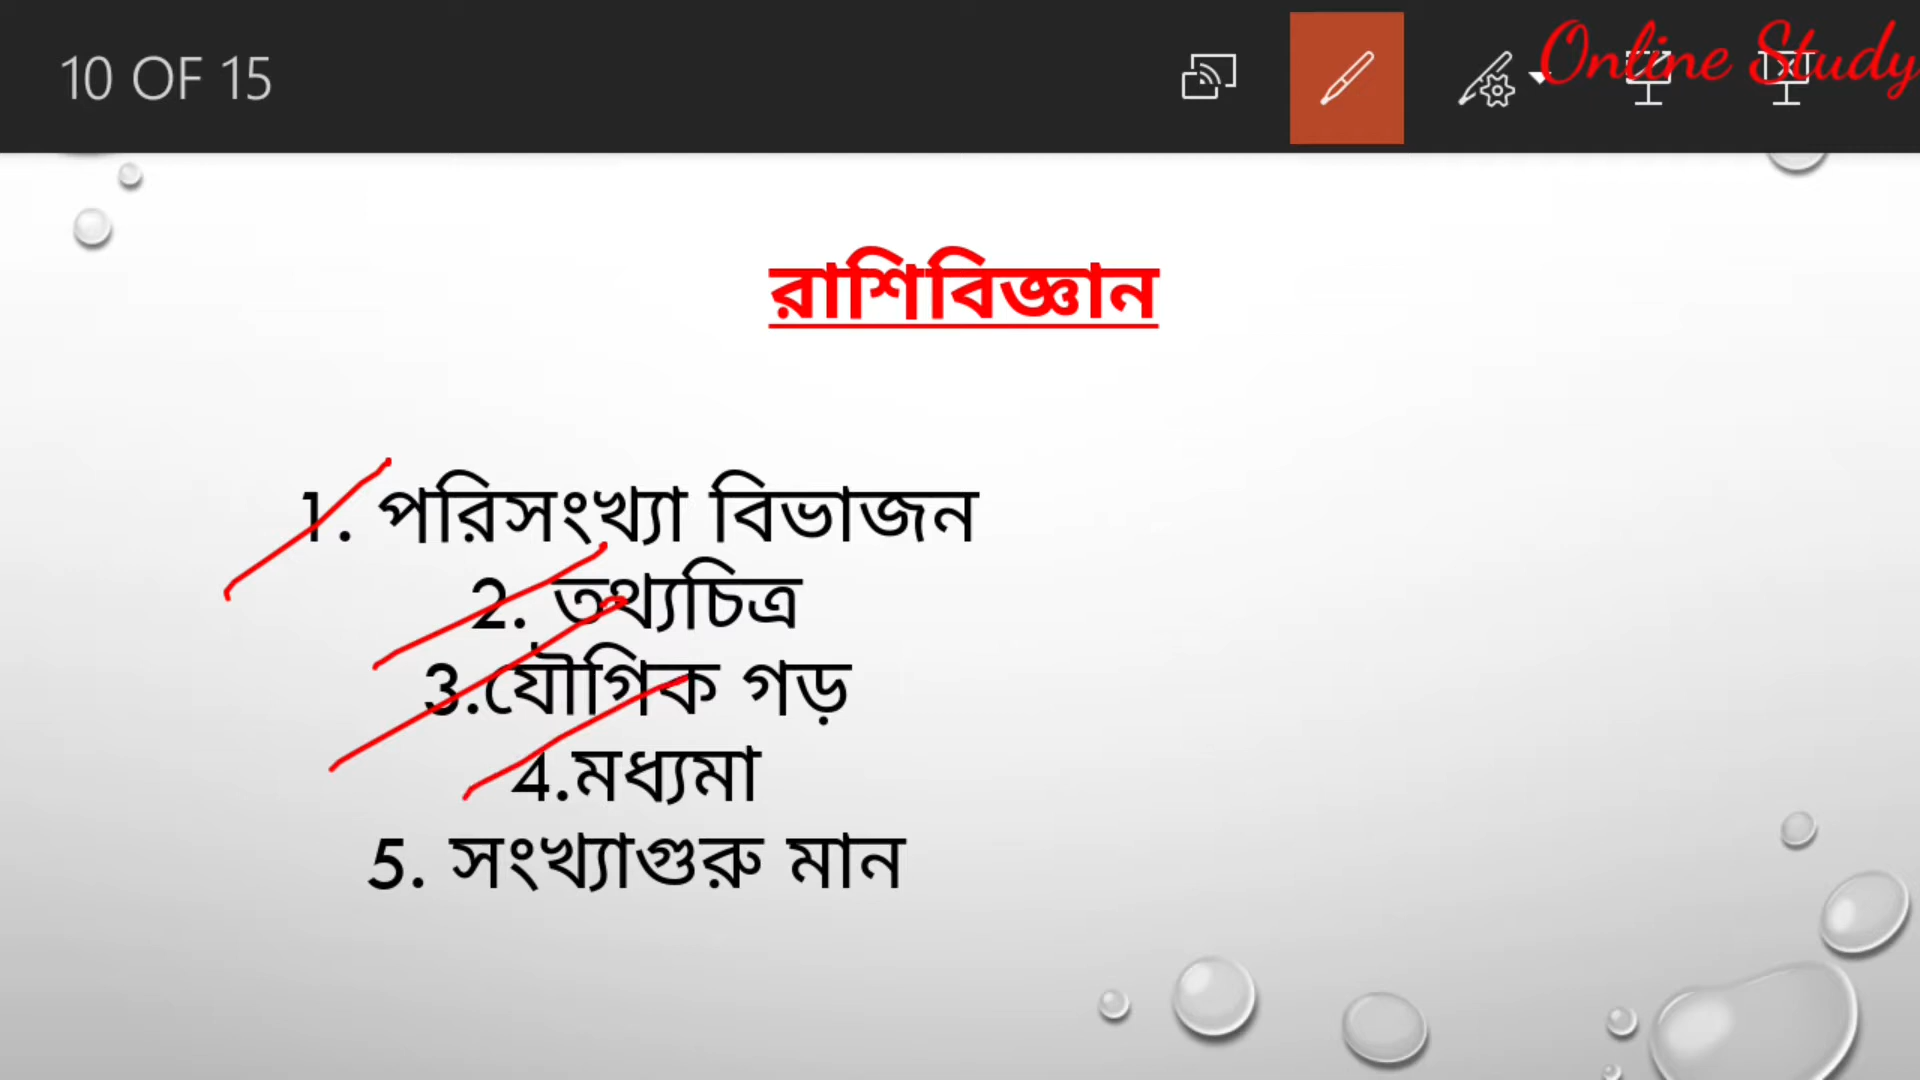 10 OF 15
Online Study
রাশিবিজ্ঞান
1. পরিসংখ্যা বিভাজন
2. তথ্যচিত্র
3.যৌগিক গড়
4.মধ্যমা
5. সংখ্যাগুরু মান